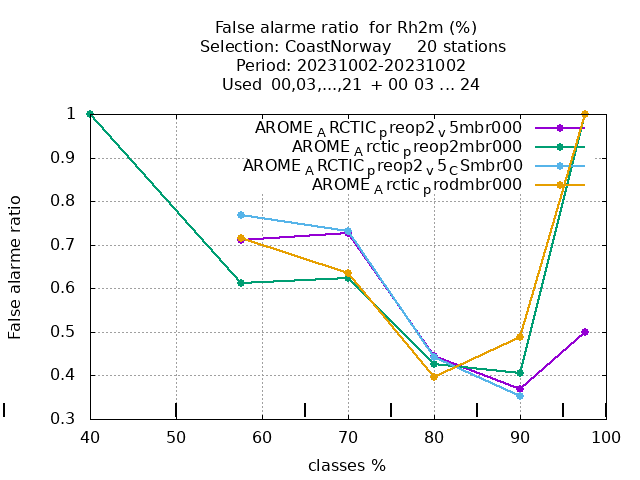 False alarme ratio for Rh2m (%)
Selection: CoastNorway 20 stations
Period: 20231002-20231002
Used 00,03,...,21 + 00 03 ... 24
AROME_ARCTIC_preop2_v5mbr000
AROME_Arctic_preop2mbr000
AROME_ARCTIC_preop2_v5_CSmbr00
AROME_Arctic_prodmbr000
1
0.9
0.8
0.7
0.6
0.5
0.4
0.3
False alarme ratio
40 50 60 70 80 90 100
classes %